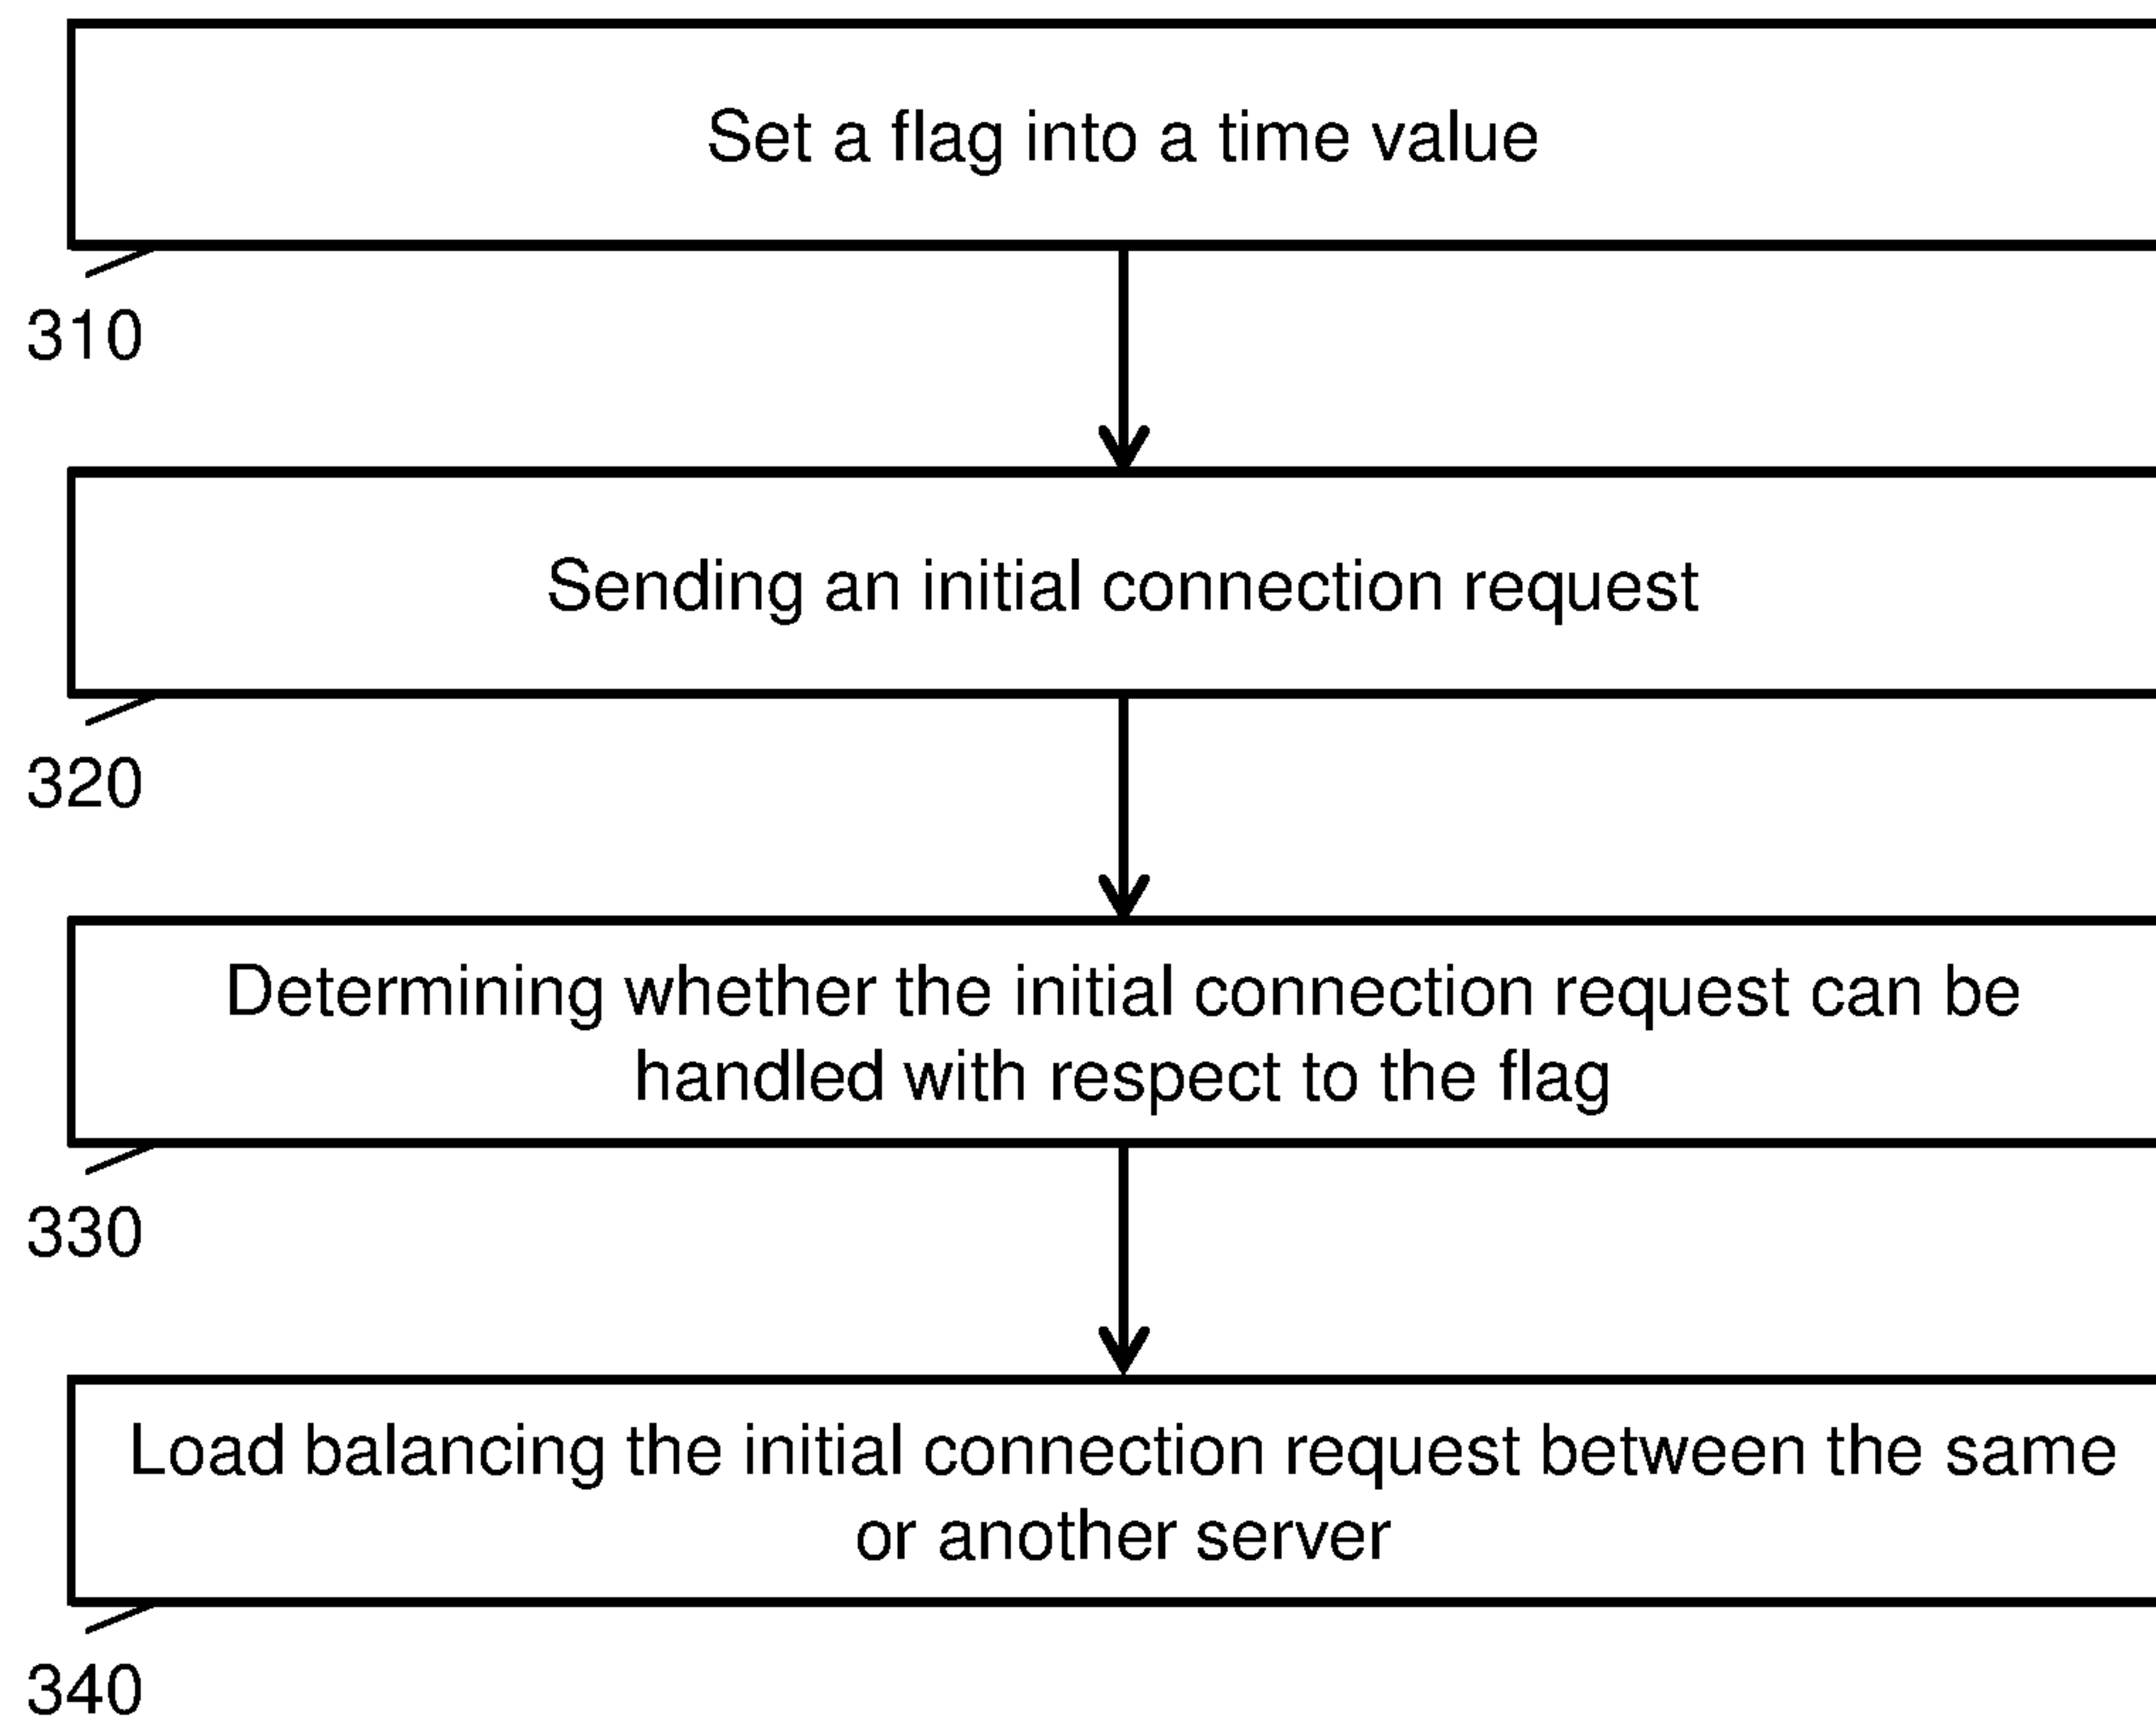 Set a flag into a time value
310
Sending an initial connection request
320
Determining whether the initial connection request can be
handled with respect to the flag
330
Load balancing the initial connection request between the same
or another server
340